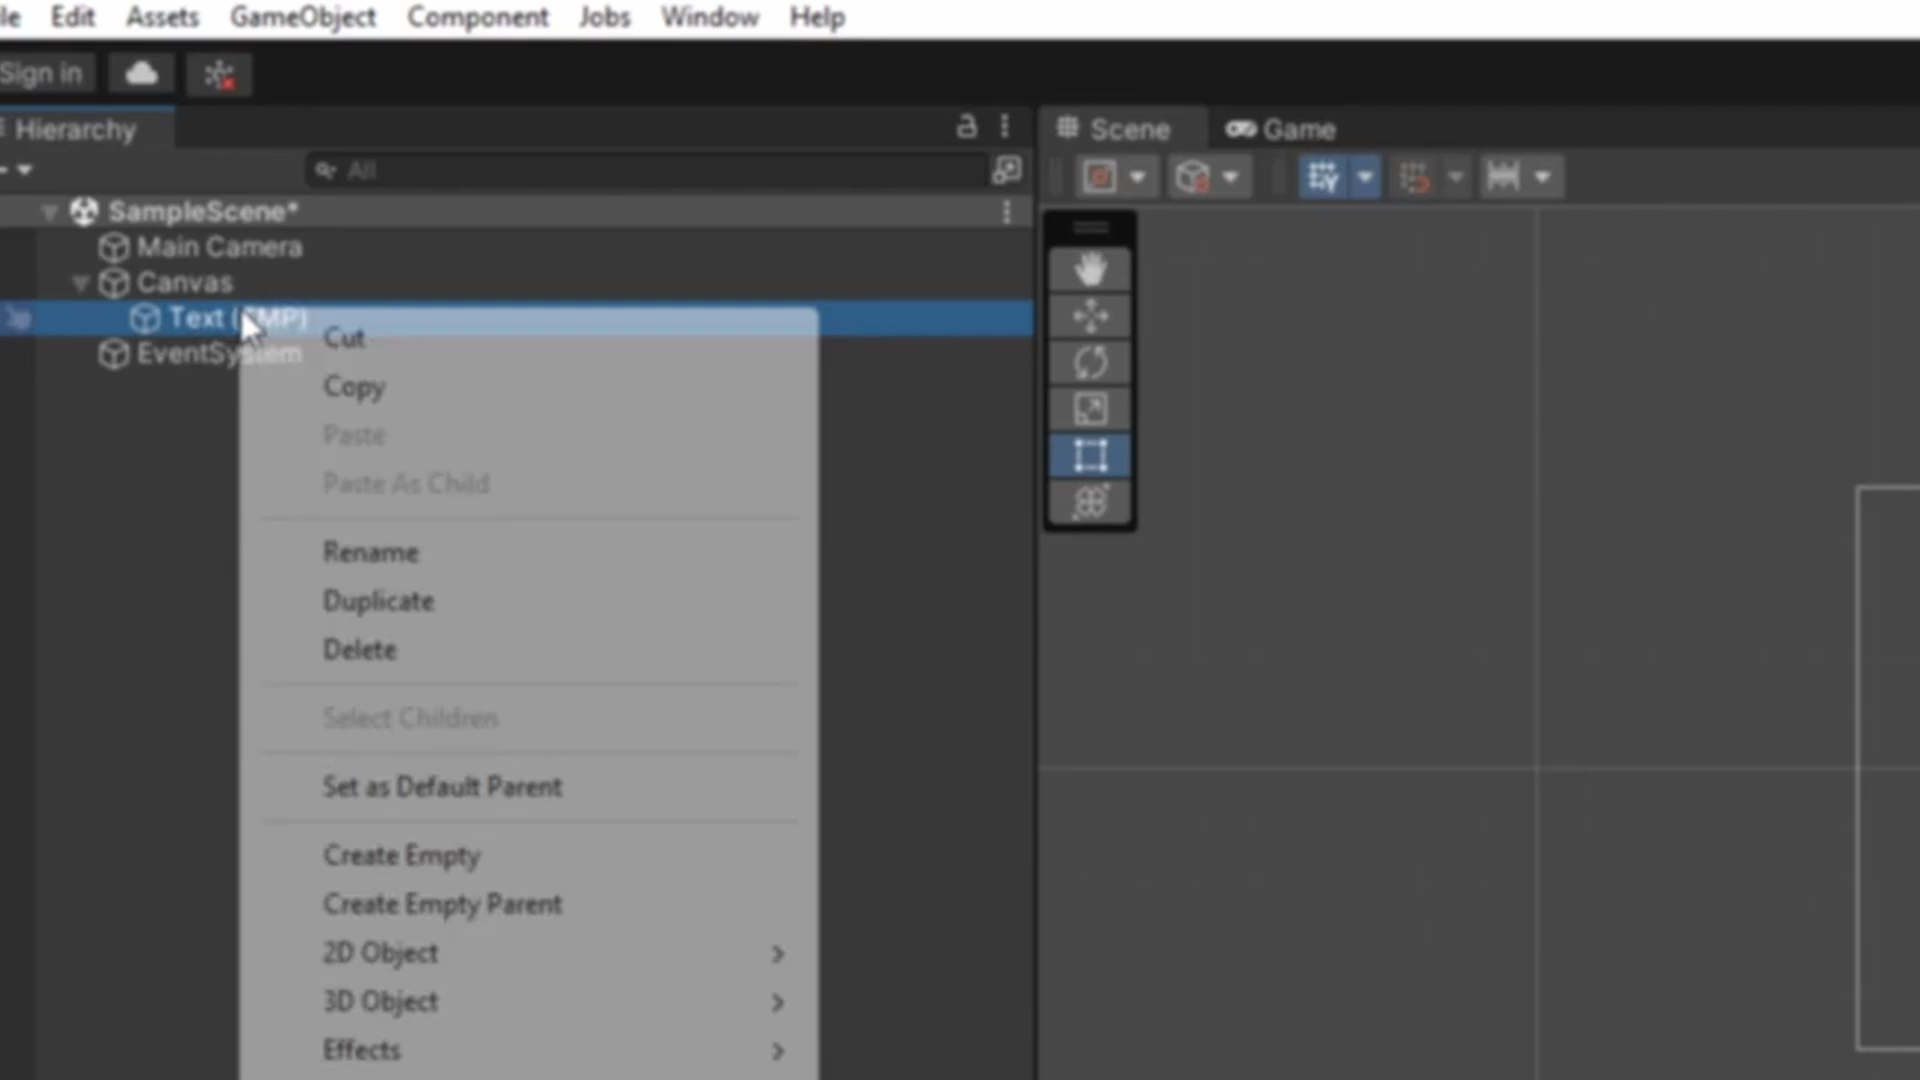 le Edit Assets GameObject Component Jobs Window Help
Sign in
Hierarchy
All
Scene Game
SampleScene*
Main Camera
Canvas
Text (TMP)
EventSystem
Cut
Copy
Paste
Paste As Child
Rename
Duplicate
Delete
Select Children
Set as Default Parent
Create Empty
Create Empty Parent
2D Object
3D Object
Effects